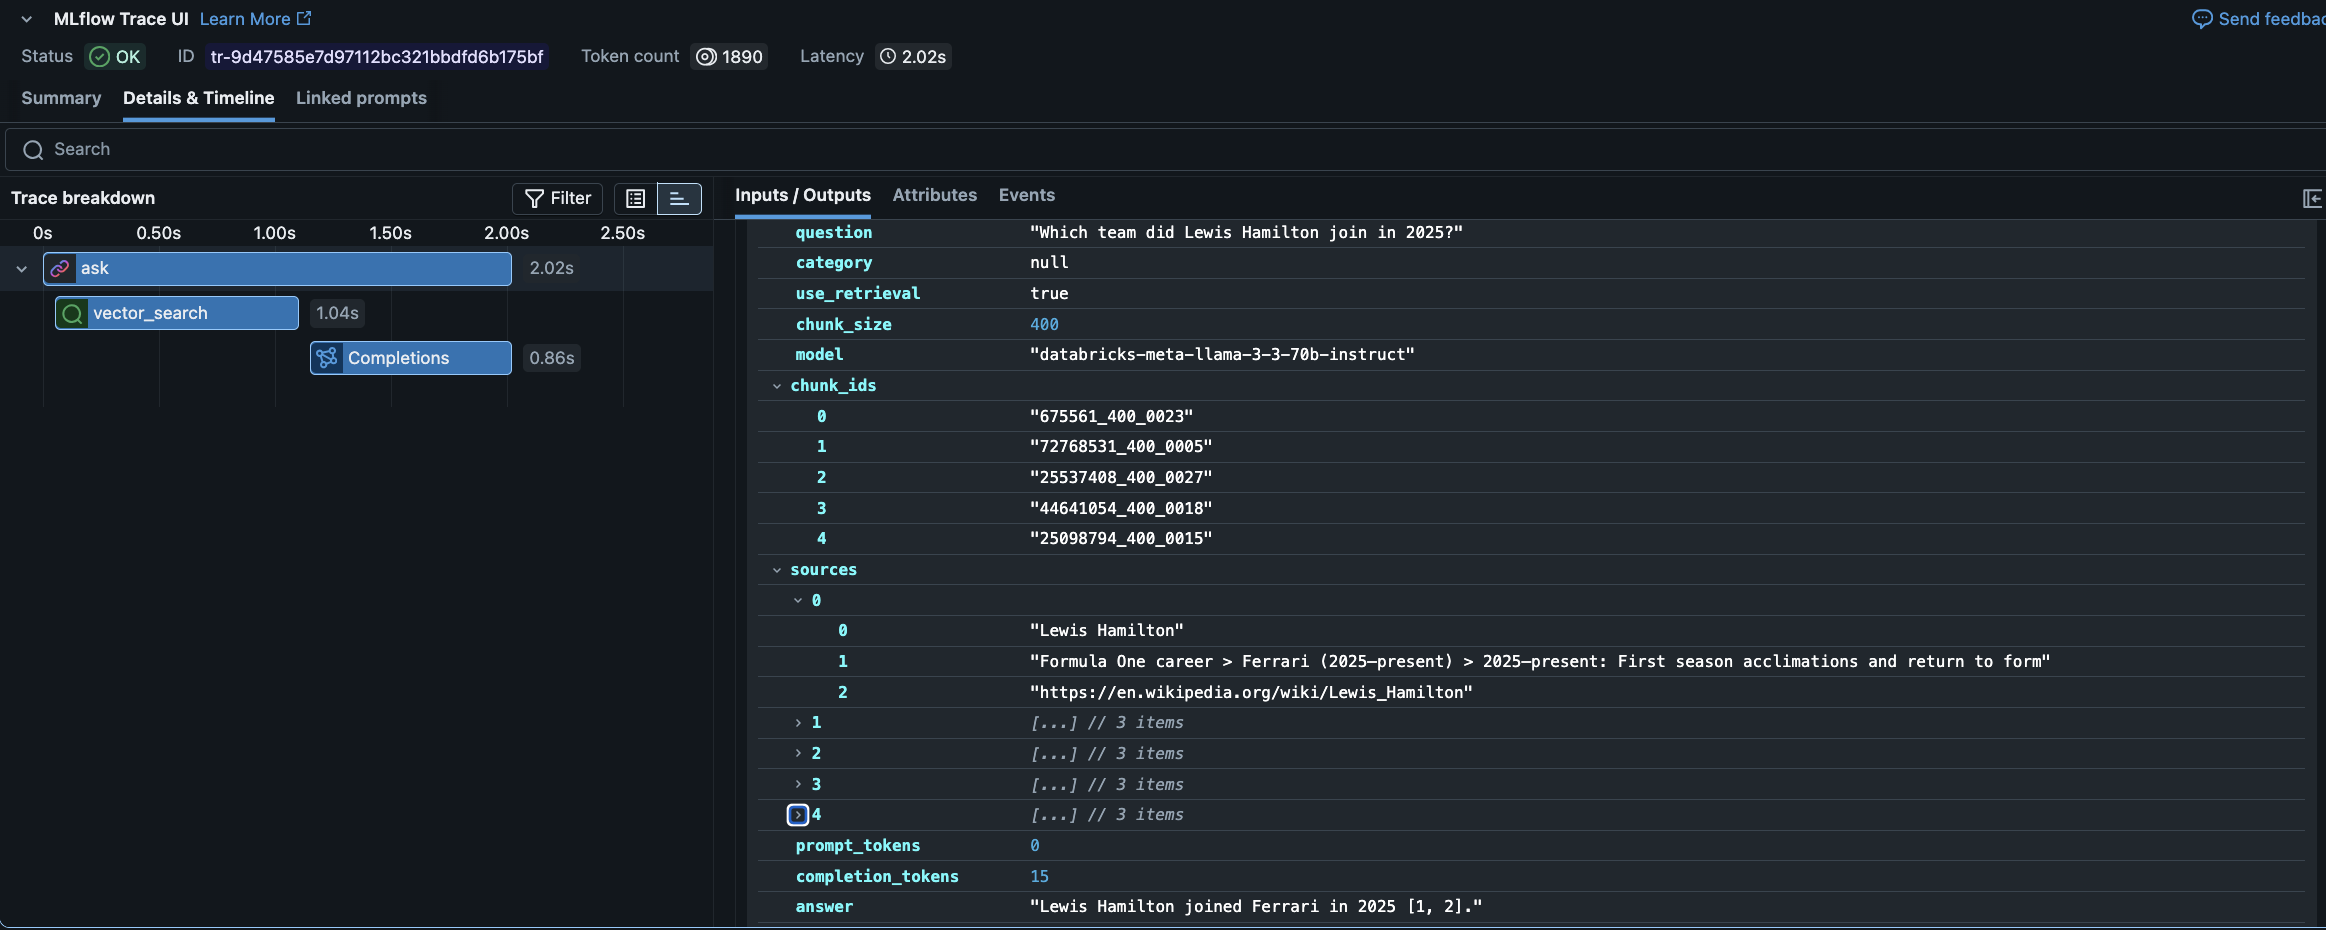 MLflow Trace UI Learn More
Send feedbac
Status OK ID tr-9d47585e7d97112bc321bbdfd6b175bf Token count 1890 Latency 2.02s
Summary Details & Timeline Linked prompts
Search
Trace breakdown Filter
0s 0.50s 1.00s 1.50s 2.00s 2.50s
ask 2.02s
vector_search 1.04s
Completions 0.86s
Inputs / Outputs Attributes Events
question "Which team did Lewis Hamilton join in 2025?"
category null
use_retrieval true
chunk_size 400
model "databricks-meta-llama-3-3-70b-instruct"
chunk_ids
0 "675561_400_0023"
1 "72768531_400_0005"
2 "25537408_400_0027"
3 "44641054_400_0018"
4 "25098794_400_0015"
sources
0
0 "Lewis Hamilton"
1 "Formula One career > Ferrari (2025–present) > 2025–present: First season acclimations and return to form"
2 "https://en.wikipedia.org/wiki/Lewis_Hamilton"
1 [...] // 3 items
2 [...] // 3 items
3 [...] // 3 items
4 [...] // 3 items
prompt_tokens 0
completion_tokens 15
answer "Lewis Hamilton joined Ferrari in 2025 [1, 2]."